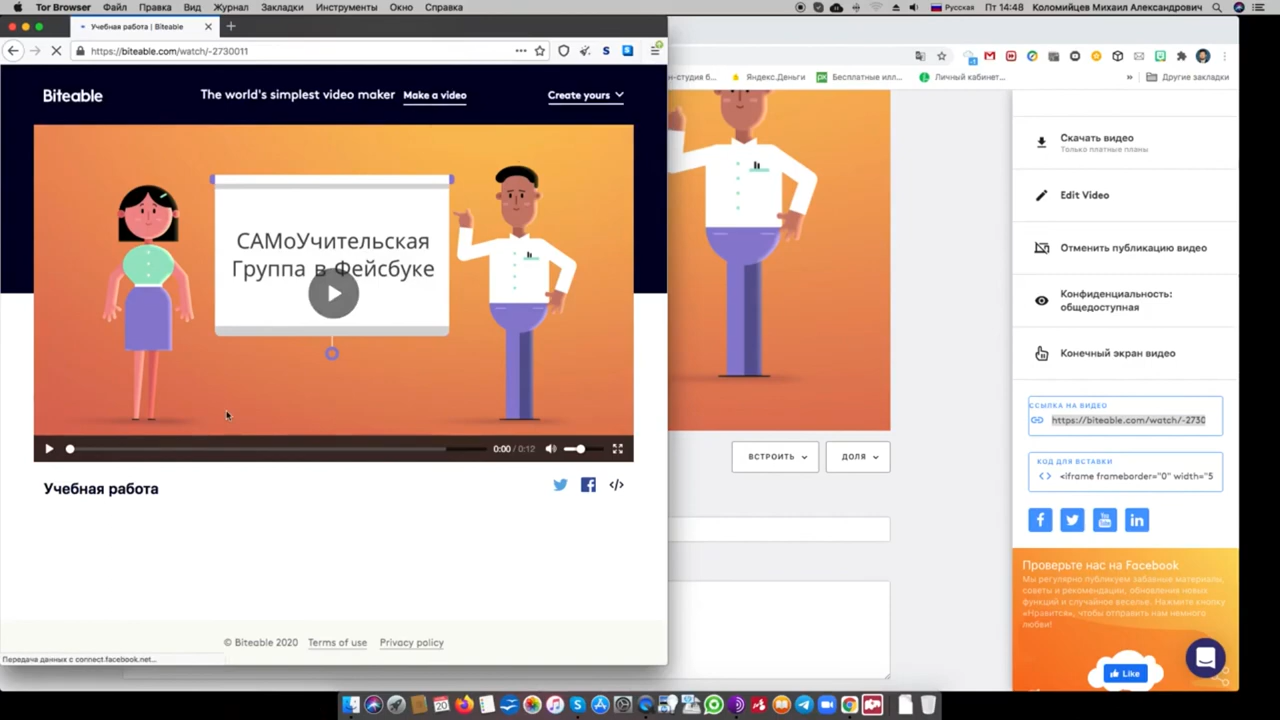 Tor Browser Файл Правка Вид Журнал Закладки Инструменты Окно Справка Русская Пт 14:48 Коломийцев Михаил Александрович
Учебная работа | Biteable
https://biteable.com/watch/-2730011
н-студия б... Яндекс.Деньги Бесплатные илл... Личный кабинет... Другие закладки
Biteable The world's simplest video maker Make a video Create yours
САМоУчительская
Группа в Фейсбуке
0:00 / 0:12
Учебная работа
© Biteable 2020 Terms of use Privacy policy
Передача данных с connect.facebook.net...
ВСТРОИТЬ ДОЛЯ
Скачать видео
Только платные планы
Edit Video
Отменить публикацию видео
Конфиденциальность:
общедоступная
Конечный экран видео
ССЫЛКА НА ВИДЕО
https://biteable.com/watch/-2730
КОД ДЛЯ ВСТАВКИ
<iframe frameborder="0" width="5
Проверьте нас на Facebook
Мы регулярно публикуем забавные материалы,
советы и рекомендации, обновления новых
функций и случайное веселье. Нажмите кнопку
«Нравится», чтобы отправить нам немного
любви!
Like